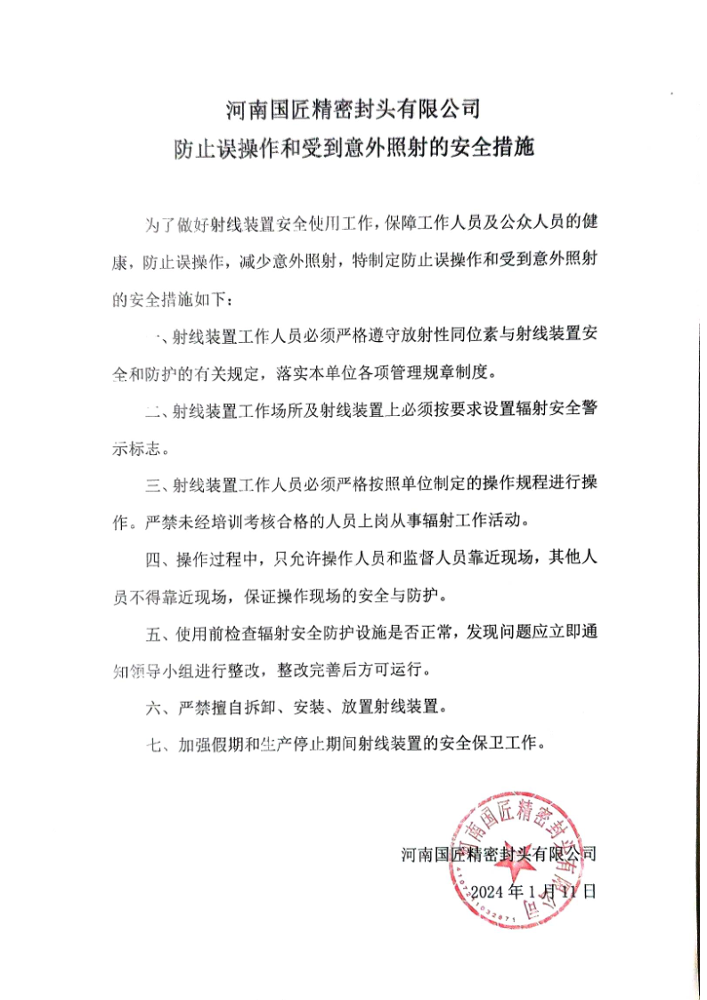 河南国匠精密封头有限公司
防止误操作和受到意外照射的安全措施
为了做好射线装置安全使用工作，保障工作人员及公众人员的健
康，防止误操作，减少意外照射，特制定防止误操作和受到意外照射
的安全措施如下：
一、射线装置工作人员必须严格遵守放射性同位素与射线装置安
全和防护的有关规定，落实本单位各项管理规章制度。
二、射线装置工作场所及射线装置上必须按要求设置辐射安全警
示标志。
三、射线装置工作人员必须严格按照单位制定的操作规程进行操
作。严禁未经培训考核合格的人员上岗从事辐射工作活动。
四、操作过程中，只允许操作人员和监督人员靠近现场，其他人
员不得靠近现场，保证操作现场的安全与防护。
五、使用前检查辐射安全防护设施是否正常，发现问题应立即通
知领导小组进行整改，整改完善后方可运行。
六、严禁擅自拆卸、安装、放置射线装置。
七、加强假期和生产停止期间射线装置的安全保卫工作。
河南国匠精密封头有限公司
2024 年 1 月 11 日
河南国匠精密封头有限公司